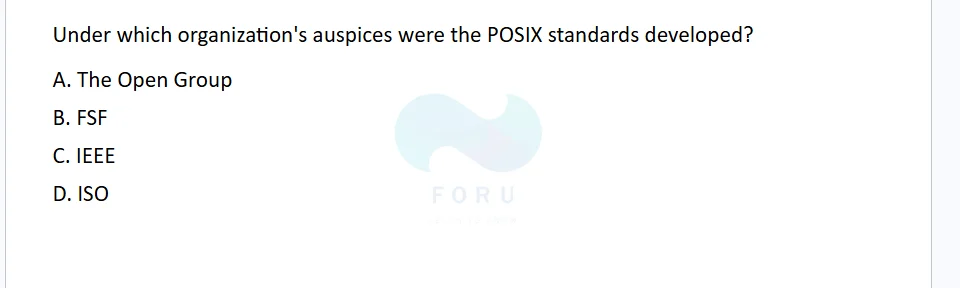 Under which organization's auspices were the POSIX standards developed?
A. The Open Group
B. FSF
C. IEEE
D. ISO
FORU